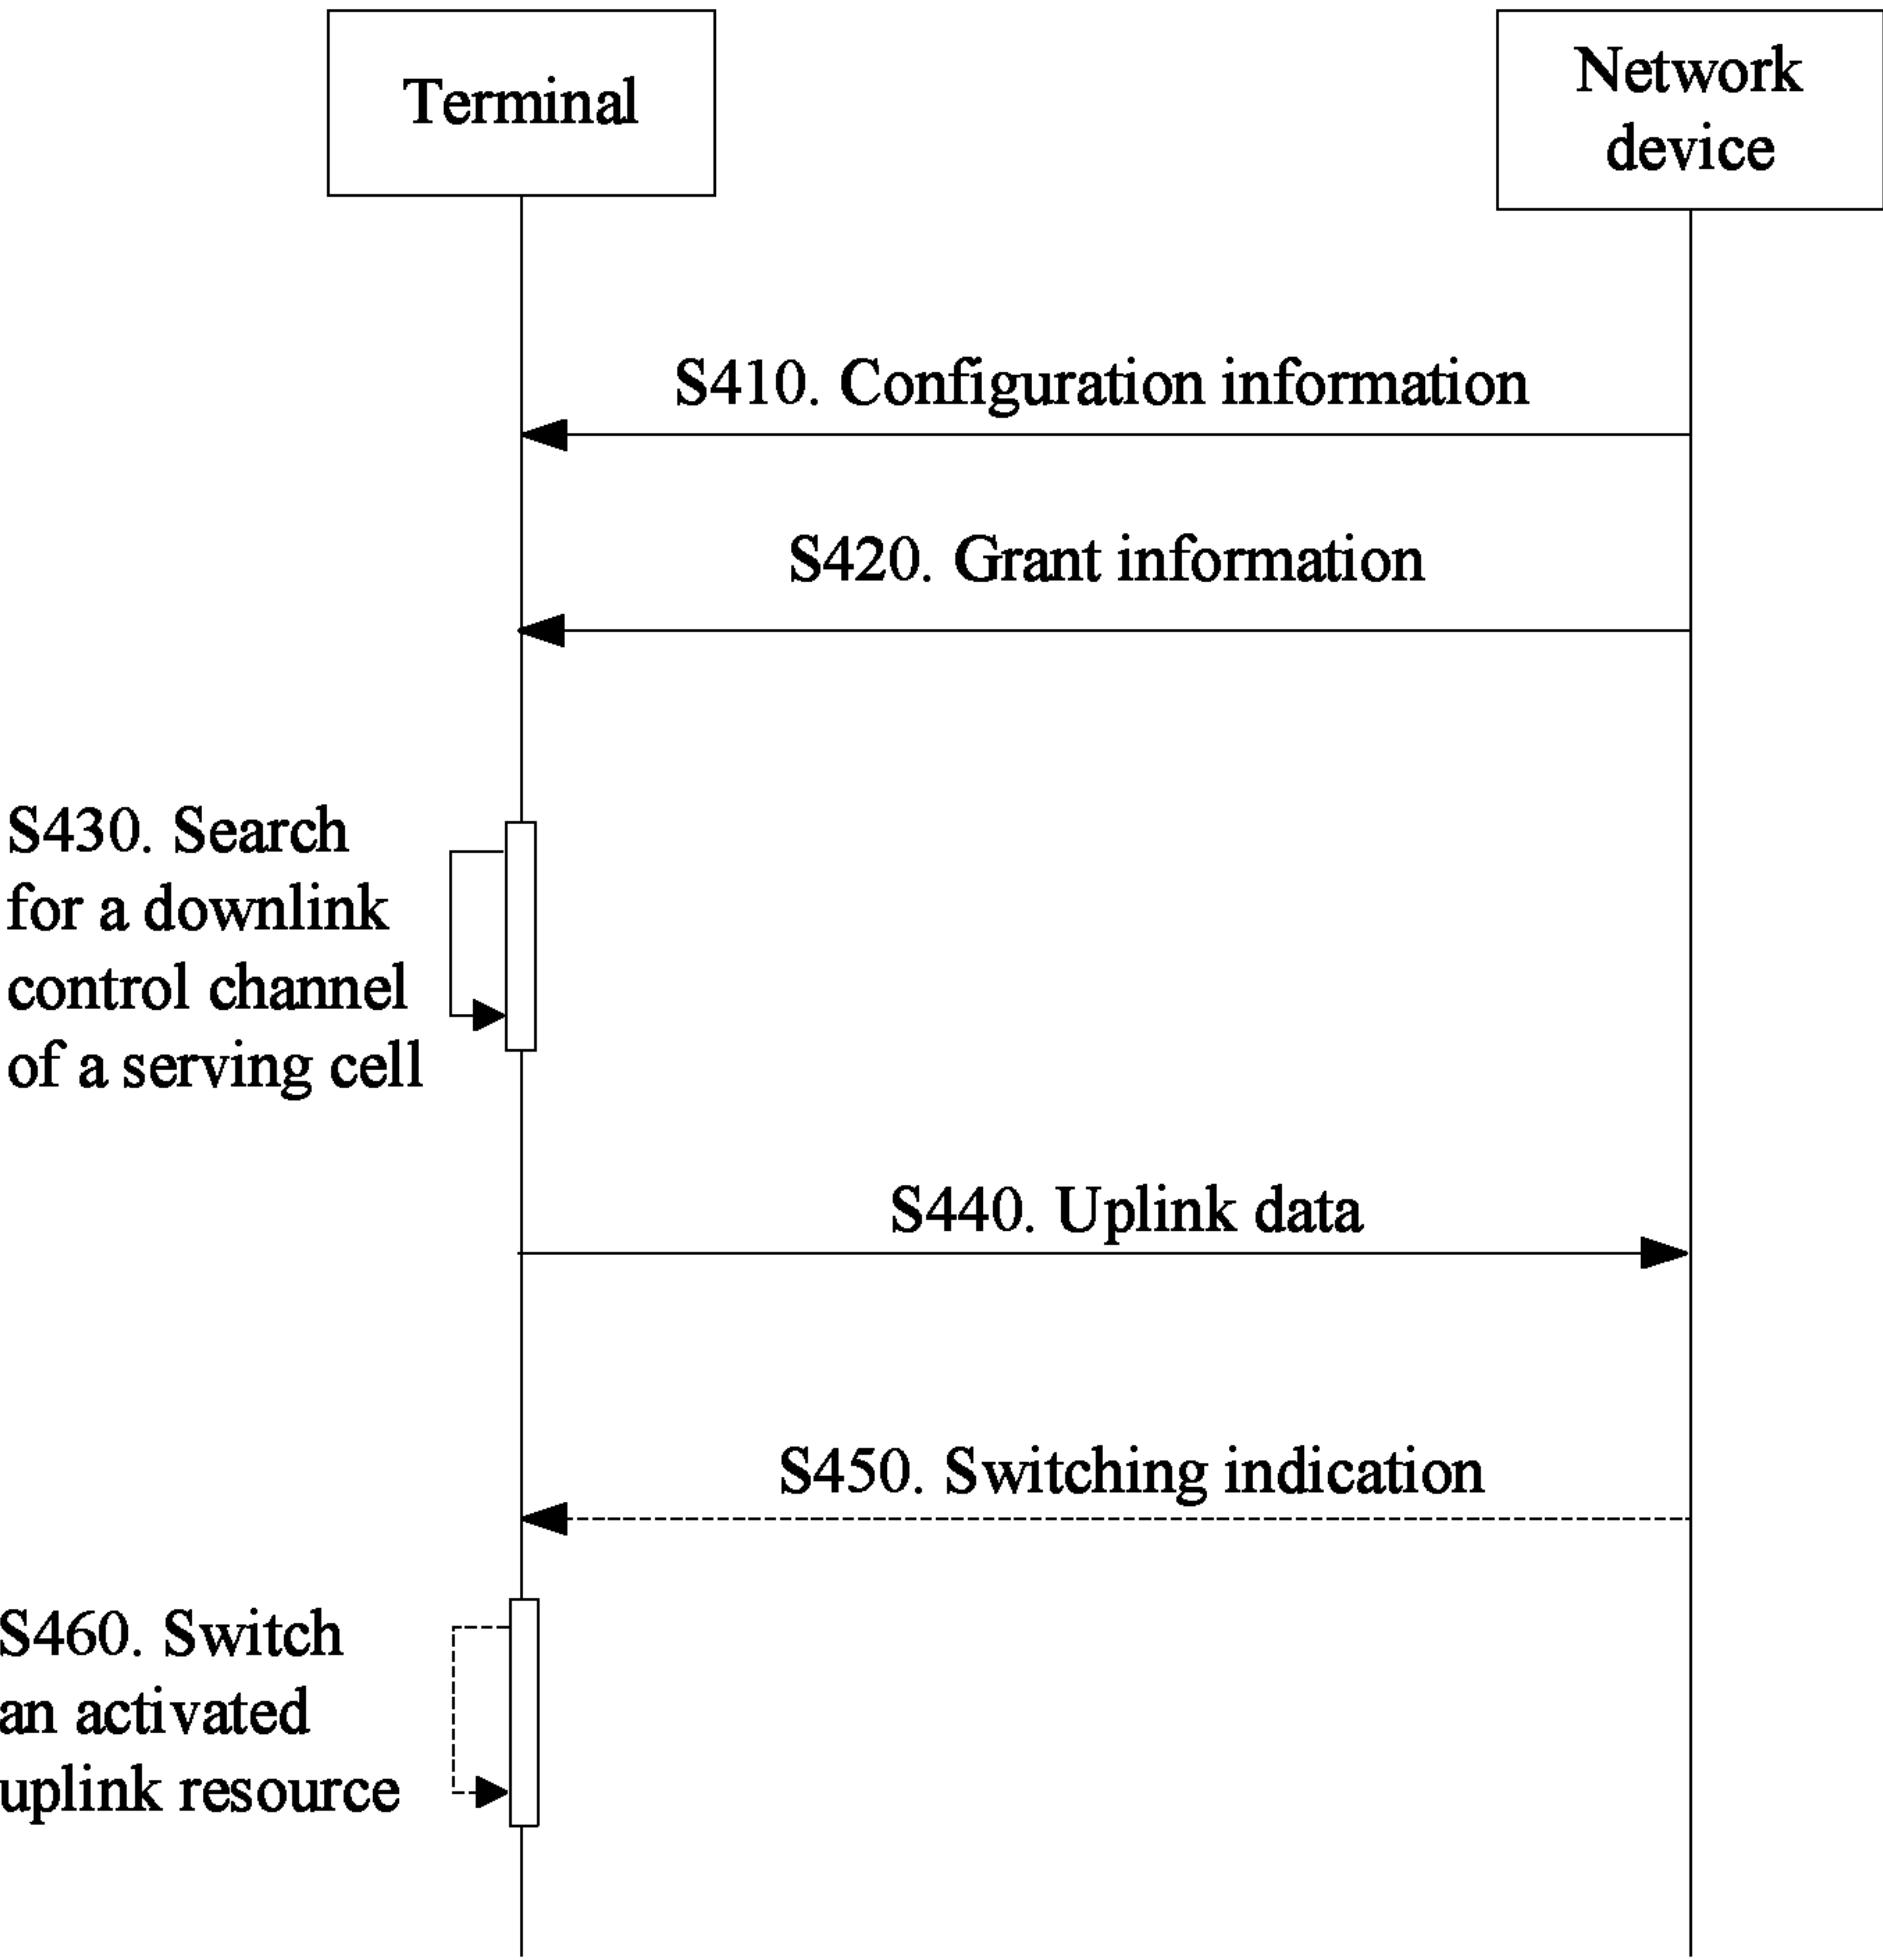 Terminal
Network
device
S410. Configuration information
S420. Grant information
S430. Search
for a downlink
control channel
of a serving cell
S440. Uplink data
S450. Switching indication
S460. Switch
an activated
uplink resource